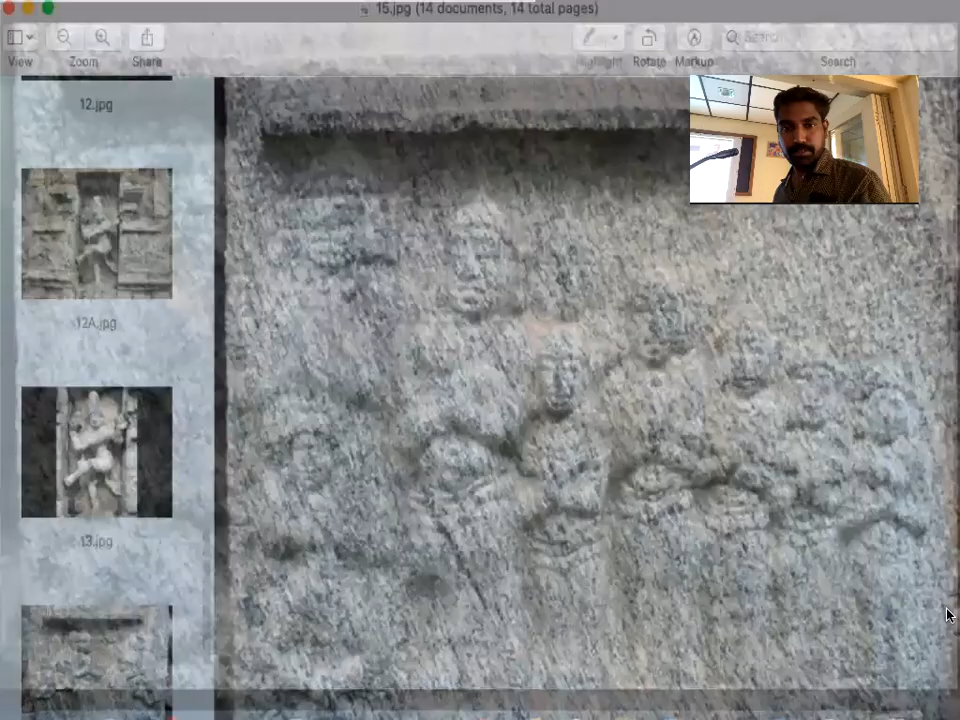 15.jpg (14 documents, 14 total pages)
Search
View
Zoom
Share
Highlight
Rotate
Markup
Search
12.jpg
12A.jpg
13.jpg